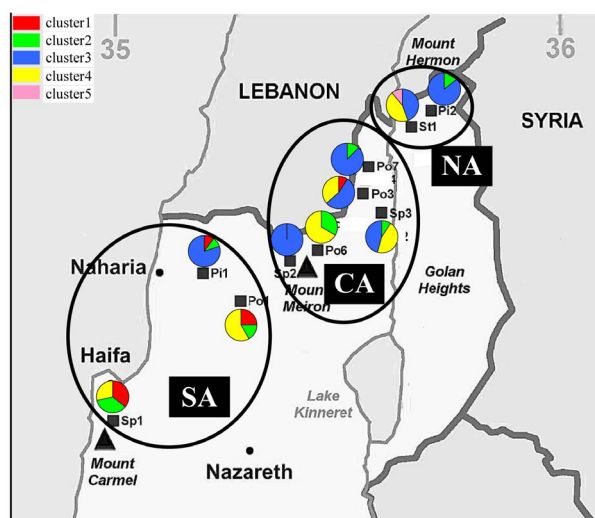 cluster1
cluster2
cluster3
cluster4
cluster5
35
36
Mount
Hermon
LEBANON
SYRIA
Pi2
St1
NA
Po7
Po3
Sp3
Po6
Sp2
CA
Mount
Meiron
Golan
Heights
Naharia
Pi1
Po1
Haifa
SA
Sp1
Lake
Kinneret
Mount
Carmel
Nazareth